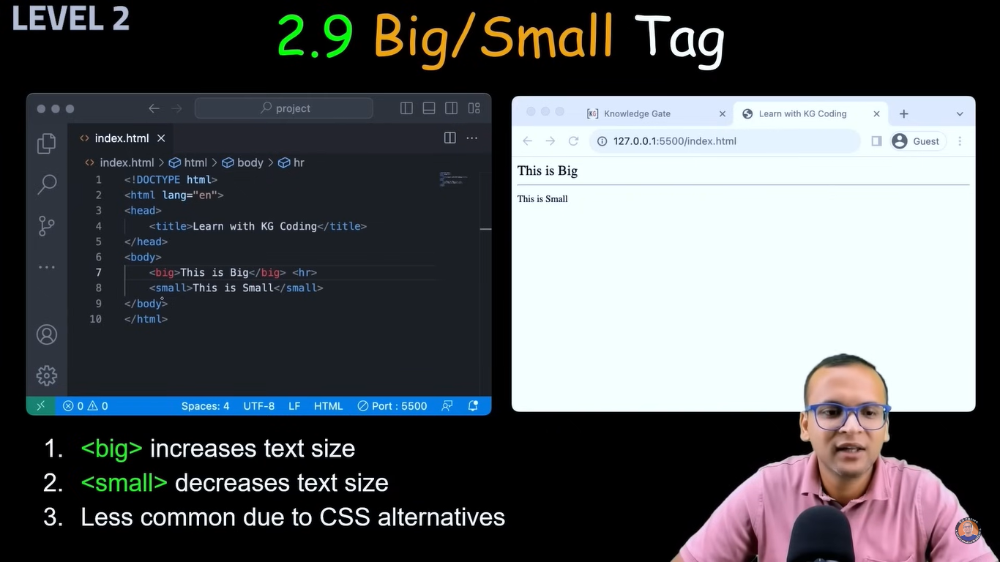 LEVEL 2
2.9 Big/Small Tag
project
index.html
index.html > html > body > hr
1 <!DOCTYPE html>
2 <html lang="en">
3 <head>
4 <title>Learn with KG Coding</title>
5 </head>
6 <body>
7 <big>This is Big</big> <hr>
8 <small>This is Small</small>
9 </body>
10 </html>
0 0 Spaces: 4 UTF-8 LF HTML Port : 5500
KG Knowledge Gate Learn with KG Coding
127.0.0.1:5500/index.html Guest
This is Big
This is Small
1. <big> increases text size
2. <small> decreases text size
3. Less common due to CSS alternatives